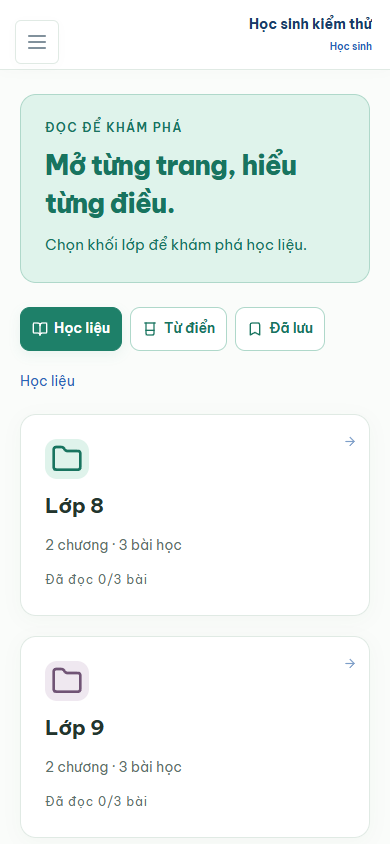 Học sinh kiểm thử
Học sinh
ĐỌC ĐỂ KHÁM PHÁ
Mở từng trang, hiểu
từng điều.
Chọn khối lớp để khám phá học liệu.
Học liệu
Từ điển
Đã lưu
Học liệu
Lớp 8
2 chương · 3 bài học
Đã đọc 0/3 bài
Lớp 9
2 chương · 3 bài học
Đã đọc 0/3 bài